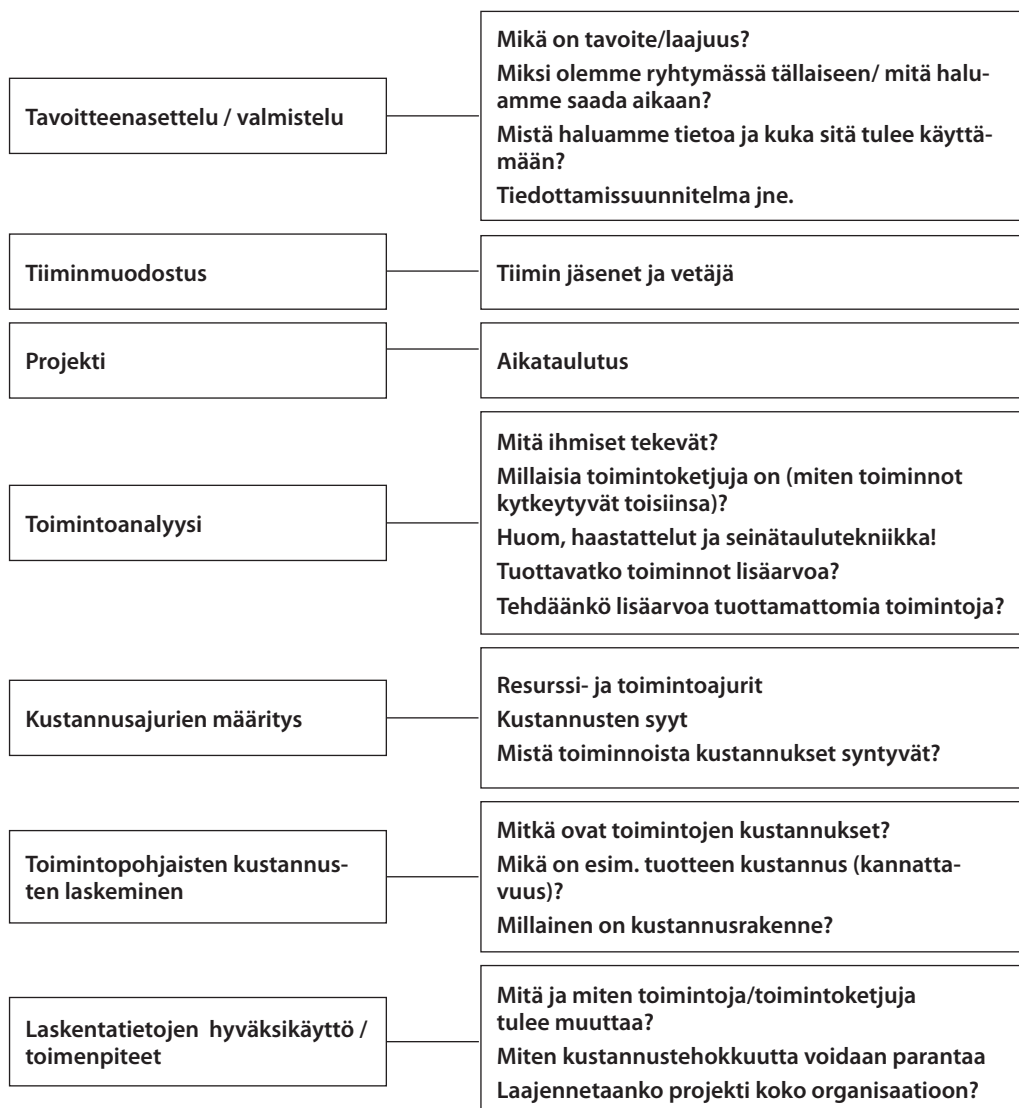 Tavoitteenasettelu / valmistelu
Mikä on tavoite/laajuus?
Miksi olemme ryhtymässä tällaiseen/ mitä halu-
amme saada aikaan?
Mistä haluamme tietoa ja kuka sitä tulee käyttä-
mään?
Tiedottamissuunnitelma jne.
Tiiminmuodostus
Tiimin jäsenet ja vetäjä
Projekti
Aikataulutus
Toimintoanalyysi
Mitä ihmiset tekevät?
Millaisia toimintoketjuja on (miten toiminnot
kytkeytyvät toisiinsa)?
Huom, haastattelut ja seinätaulutekniikka!
Tuottavatko toiminnot lisäarvoa?
Tehdäänkö lisäarvoa tuottamattomia toimintoja?
Kustannusajurien määritys
Resurssi- ja toimintoajurit
Kustannusten syyt
Mistä toiminnoista kustannukset syntyvät?
Toimintopohjaisten kustannus-
ten laskeminen
Mitkä ovat toimintojen kustannukset?
Mikä on esim. tuotteen kustannus (kannatta-
vuus)?
Millainen on kustannusrakenne?
Laskentatietojen hyväksikäyttö /
toimenpiteet
Mitä ja miten toimintoja/toimintoketjuja
tulee muuttaa?
Miten kustannustehokkuutta voidaan parantaa
Laajennetaanko projekti koko organisaatioon?